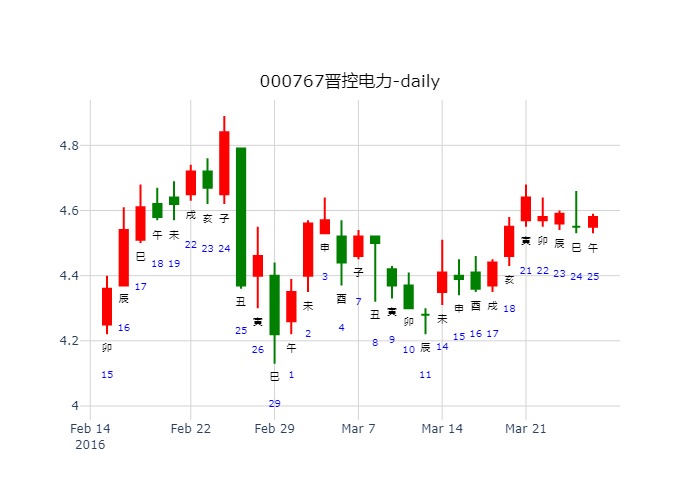 000767晋控电力-daily
4.8
4.6
4.4
4.2
4
卯
15
辰
16
巳
17
午
18
未
19
戌
22
亥
23
子
24
丑
25
寅
26
巳
29
午
1
未
2
申
3
酉
4
子
7
丑
8
寅
9
卯
10
辰
11
未
14
申
15
酉
16
戌
17
亥
18
寅
21
卯
22
辰
23
巳
24
午
25
Feb 14
2016
Feb 22
Feb 29
Mar 7
Mar 14
Mar 21